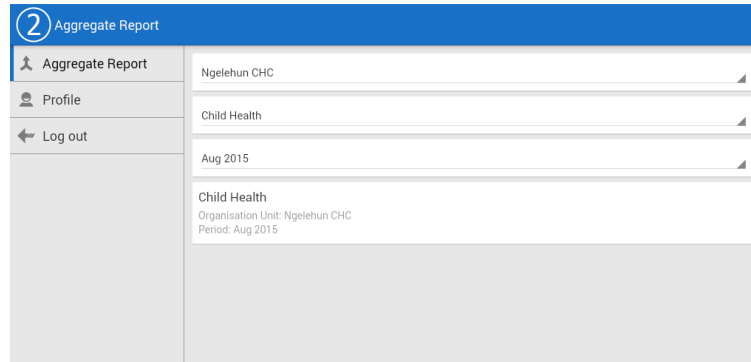 2 Aggregate Report
Aggregate Report
Profile
Log out
Ngelehun CHC
Child Health
Aug 2015
Child Health
Organisation Unit: Ngelehun CHC
Period: Aug 2015